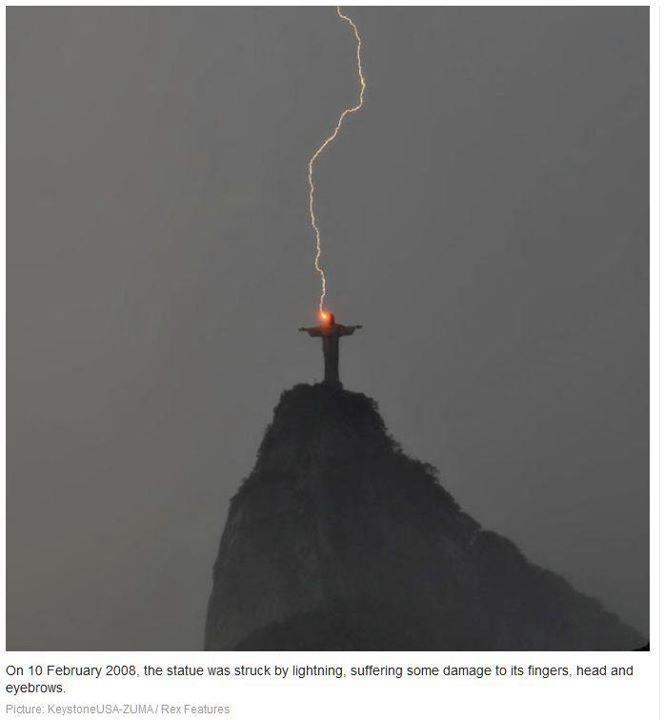 On 10 February 2008, the statue was struck by lightning, suffering some damage to its fingers, head and
eyebrows.
Picture: KeystoneUSA-ZUMA / Rex Features